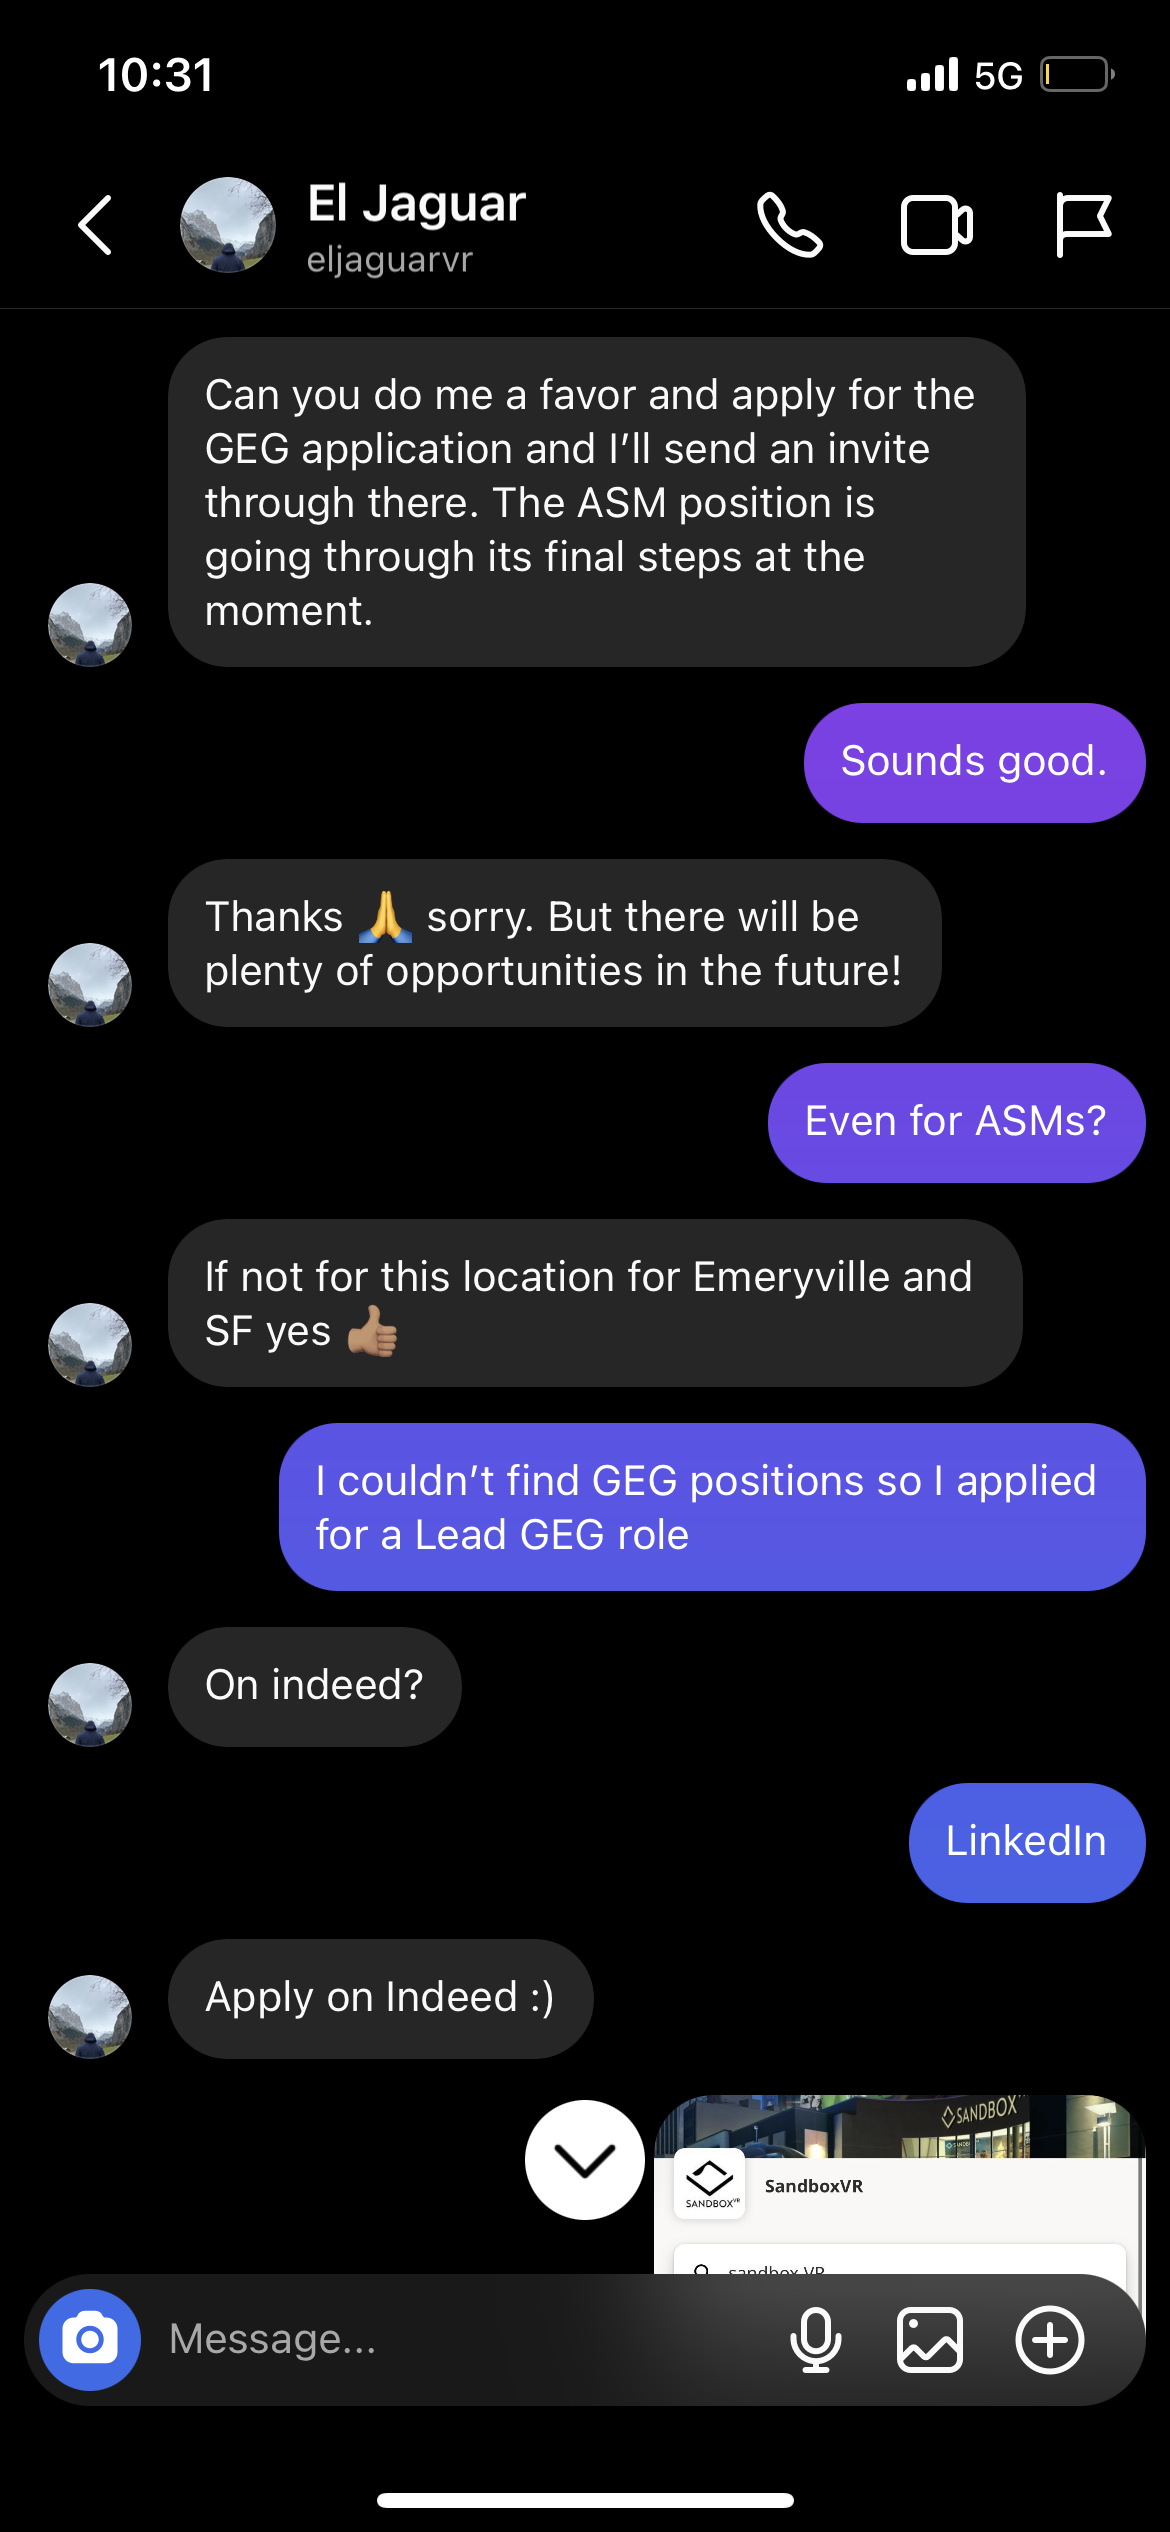 10:31
5G
El Jaguar
eljaguarvr
Can you do me a favor and apply for the
GEG application and I’ll send an invite
through there. The ASM position is
going through its final steps at the
moment.
Sounds good.
Thanks 🙏 sorry. But there will be
plenty of opportunities in the future!
Even for ASMs?
If not for this location for Emeryville and
SF yes 👍🏽
I couldn’t find GEG positions so I applied
for a Lead GEG role
On indeed?
LinkedIn
Apply on Indeed :)
SANDBOX
SANDBOXVR
SandboxVR
sandbox VR
Message...